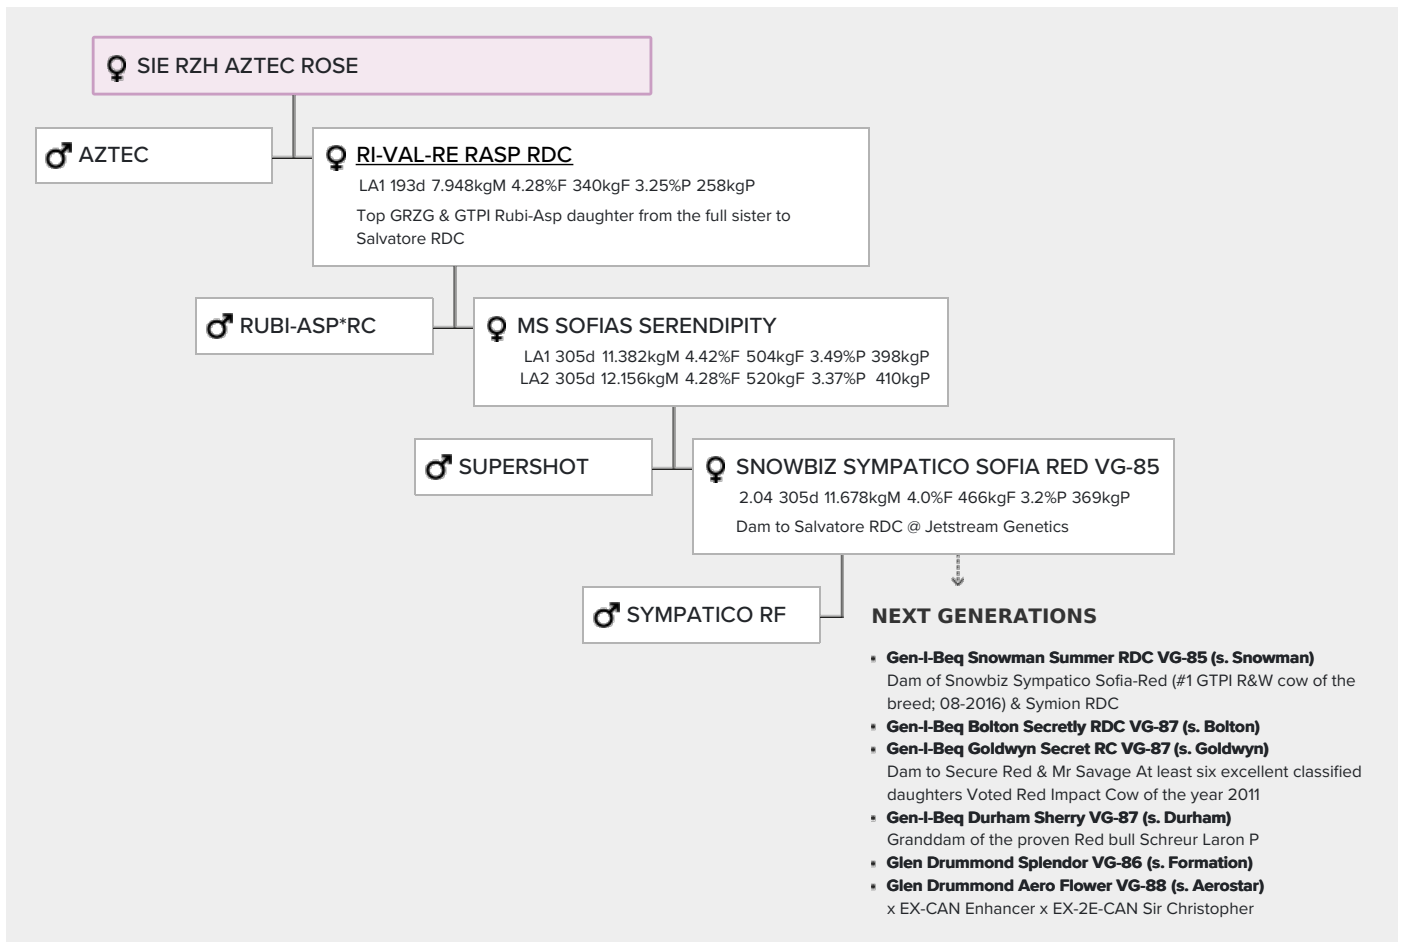 SIE RZH AZTEC ROSE
AZTEC
RI-VAL-RE RASP RDC
LA1 193d 7.948kgM 4.28%F 340kgF 3.25%P 258kgP
Top GRZG & GTPI Rubi-Asp daughter from the full sister to
Salvatore RDC
RUBI-ASP*RC
MS SOFIAS SERENDIPITY
LA1 305d 11.382kgM 4.42%F 504kgF 3.49%P 398kgP
LA2 305d 12.156kgM 4.28%F 520kgF 3.37%P 410kgP
SUPERSHOT
SNOWBIZ SYMPATICO SOFIA RED VG-85
2.04 305d 11.678kgM 4.0%F 466kgF 3.2%P 369kgP
Dam to Salvatore RDC @ Jetstream Genetics
SYMPATICO RF
NEXT GENERATIONS
Gen-I-Beq Snowman Summer RDC VG-85 (s. Snowman)
Dam of Snowbiz Sympatico Sofia-Red (#1 GTPI R&W cow of the
breed; 08-2016) & Symion RDC
Gen-I-Beq Bolton Secretly RDC VG-87 (s. Bolton)
Gen-I-Beq Goldwyn Secret RC VG-87 (s. Goldwyn)
Dam to Secure Red & Mr Savage At least six excellent classified
daughters Voted Red Impact Cow of the year 2011
Gen-I-Beq Durham Sherry VG-87 (s. Durham)
Granddam of the proven Red bull Schreur Laron P
Glen Drummond Splendor VG-86 (s. Formation)
Glen Drummond Aero Flower VG-88 (s. Aerostar)
x EX-CAN Enhancer x EX-2E-CAN Sir Christopher